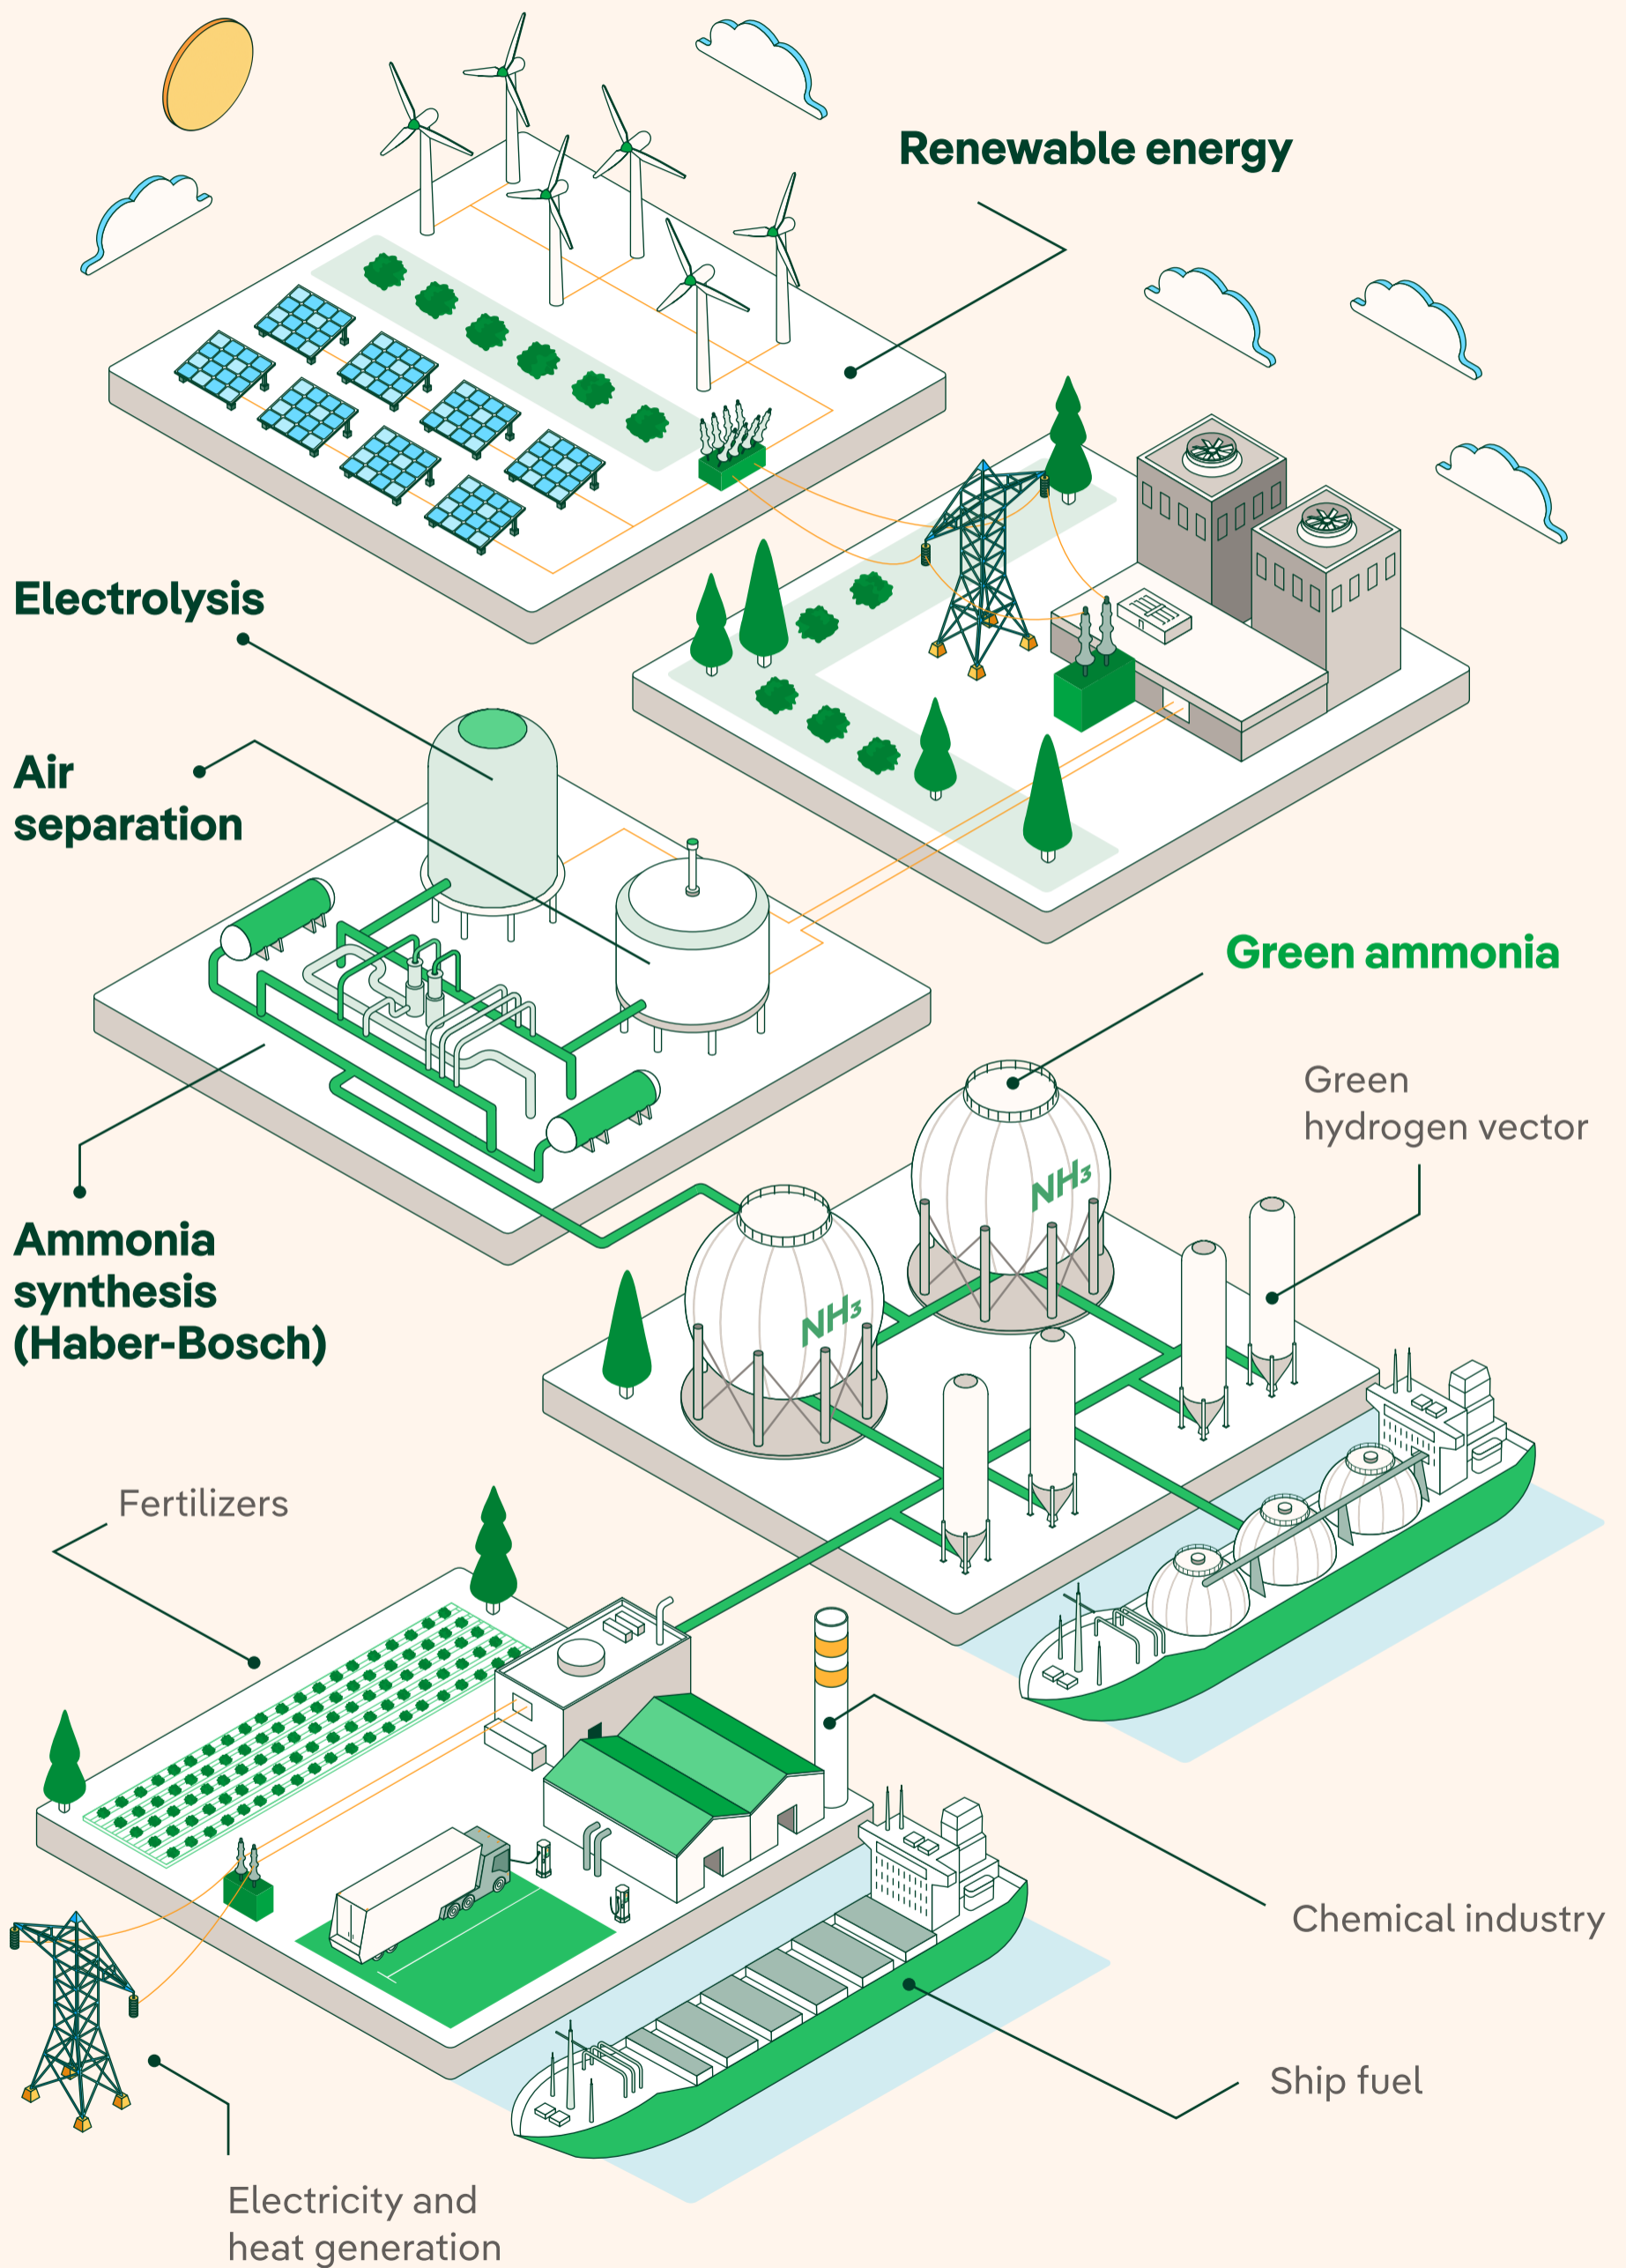 Renewable energy
Electrolysis
Air
separation
Green ammonia
Green
hydrogen vector
NH₃
NH₃
Ammonia
synthesis
(Haber-Bosch)
Fertilizers
Chemical industry
Ship fuel
Electricity and
heat generation